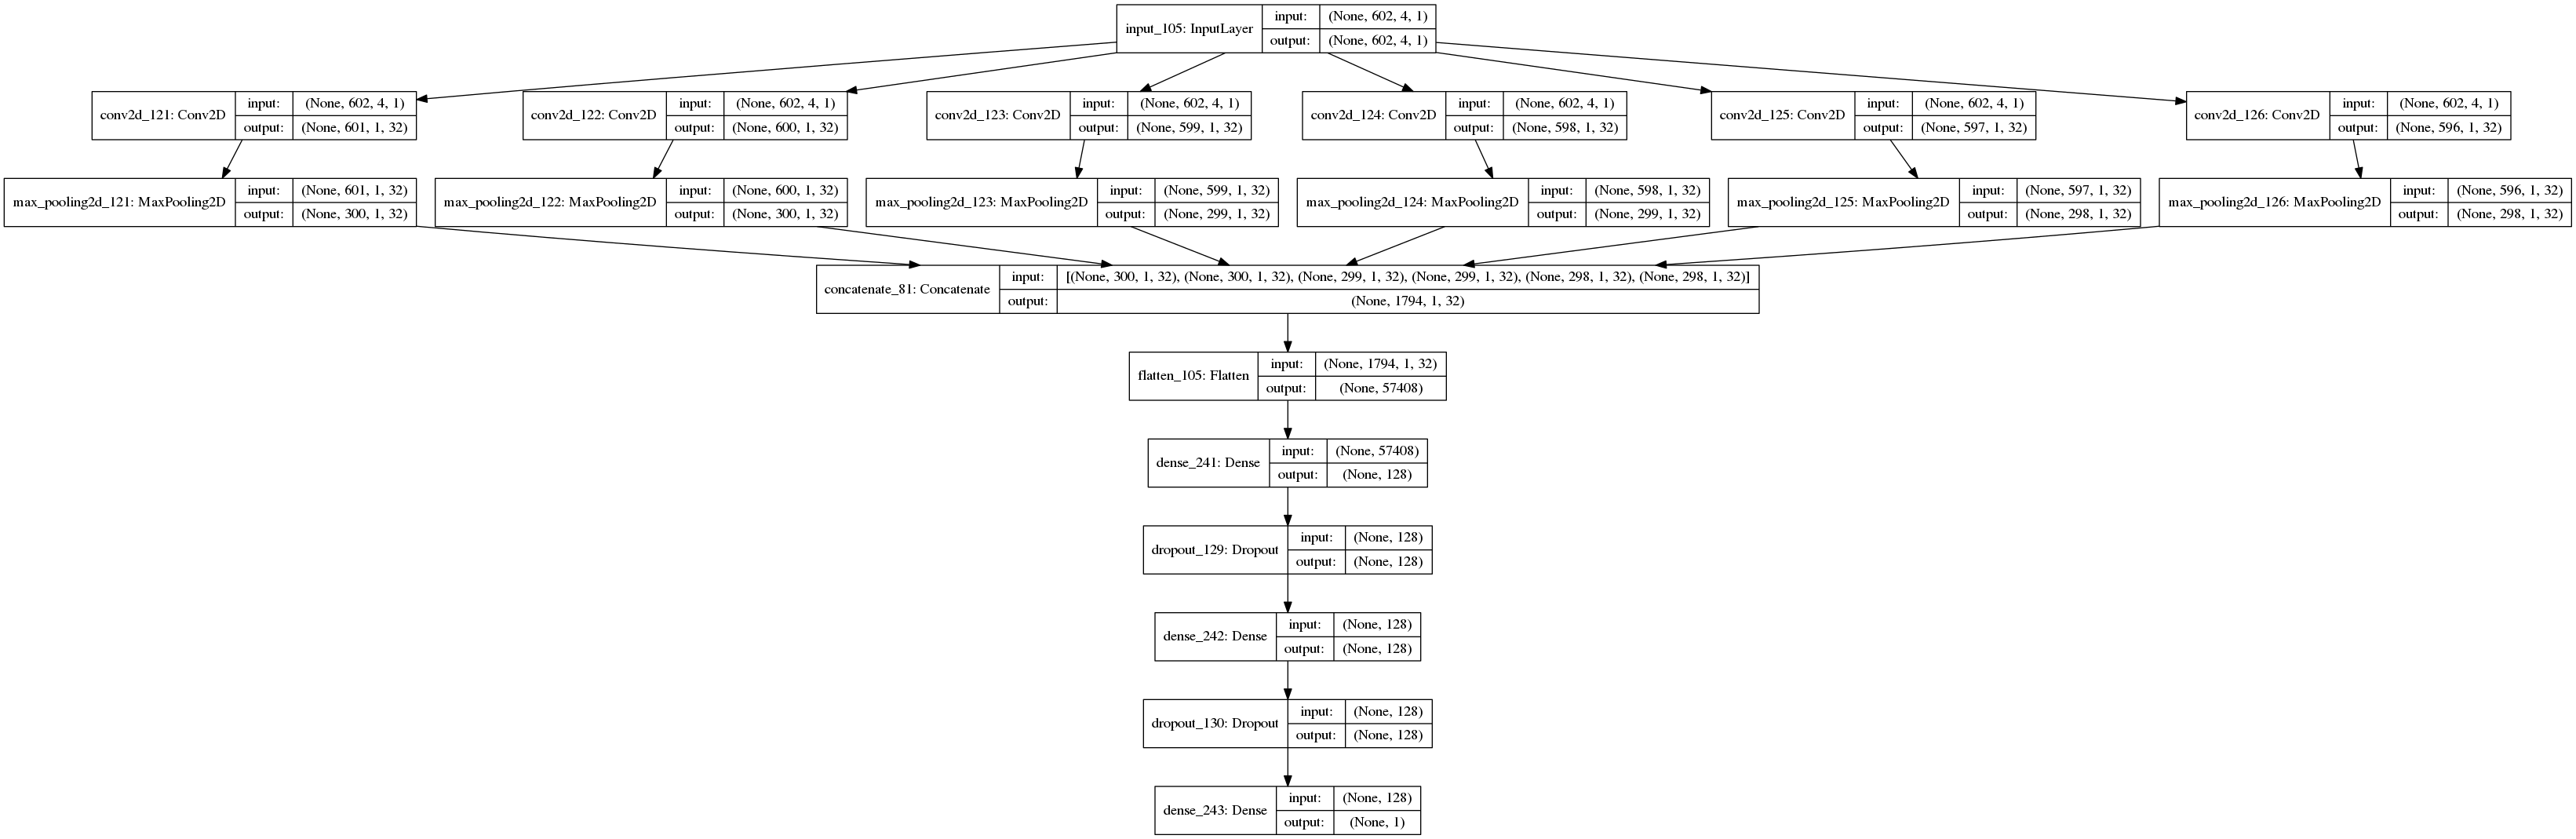 input_105: InputLayer
input: (None, 602, 4, 1)
output: (None, 602, 4, 1)
conv2d_121: Conv2D
input: (None, 602, 4, 1)
output: (None, 601, 1, 32)
conv2d_122: Conv2D
input: (None, 602, 4, 1)
output: (None, 600, 1, 32)
conv2d_123: Conv2D
input: (None, 602, 4, 1)
output: (None, 599, 1, 32)
conv2d_124: Conv2D
input: (None, 602, 4, 1)
output: (None, 598, 1, 32)
conv2d_125: Conv2D
input: (None, 602, 4, 1)
output: (None, 597, 1, 32)
conv2d_126: Conv2D
input: (None, 602, 4, 1)
output: (None, 596, 1, 32)
max_pooling2d_121: MaxPooling2D
input: (None, 601, 1, 32)
output: (None, 300, 1, 32)
max_pooling2d_122: MaxPooling2D
input: (None, 600, 1, 32)
output: (None, 300, 1, 32)
max_pooling2d_123: MaxPooling2D
input: (None, 599, 1, 32)
output: (None, 299, 1, 32)
max_pooling2d_124: MaxPooling2D
input: (None, 598, 1, 32)
output: (None, 299, 1, 32)
max_pooling2d_125: MaxPooling2D
input: (None, 597, 1, 32)
output: (None, 298, 1, 32)
max_pooling2d_126: MaxPooling2D
input: (None, 596, 1, 32)
output: (None, 298, 1, 32)
concatenate_81: Concatenate
input: [(None, 300, 1, 32), (None, 300, 1, 32), (None, 299, 1, 32), (None, 299, 1, 32), (None, 298, 1, 32), (None, 298, 1, 32)]
output: (None, 1794, 1, 32)
flatten_105: Flatten
input: (None, 1794, 1, 32)
output: (None, 57408)
dense_241: Dense
input: (None, 57408)
output: (None, 128)
dropout_129: Dropout
input: (None, 128)
output: (None, 128)
dense_242: Dense
input: (None, 128)
output: (None, 128)
dropout_130: Dropout
input: (None, 128)
output: (None, 128)
dense_243: Dense
input: (None, 128)
output: (None, 1)